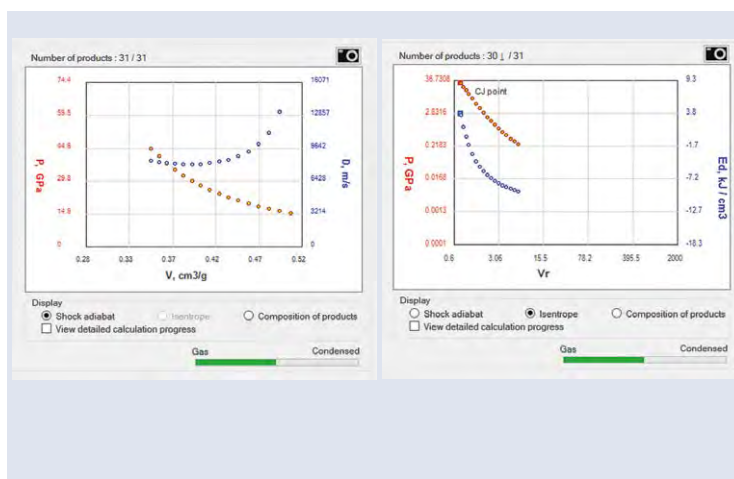 Number of products : 31 / 31
74.4
59.5
44.6
29.8
14.9
0
P, GPa
16071
12857
9642
6428
3214
0
D, m/s
0.28
0.33
0.37
0.42
0.47
0.52
V, cm3/g
Display
Shock adiabat
Isentrope
Composition of products
View detailed calculation progress
Gas
Condensed
Number of products : 30 ↓ / 31
CJ point
36.7308
2.8316
0.2183
0.0168
0.0013
0.0001
P, GPa
9.3
3.8
-1.7
-7.2
-12.7
-18.3
Ed, kJ / cm3
0.6
3.06
15.5
78.2
395.5
2000
Vr
Display
Shock adiabat
Isentrope
Composition of products
View detailed calculation progress
Gas
Condensed